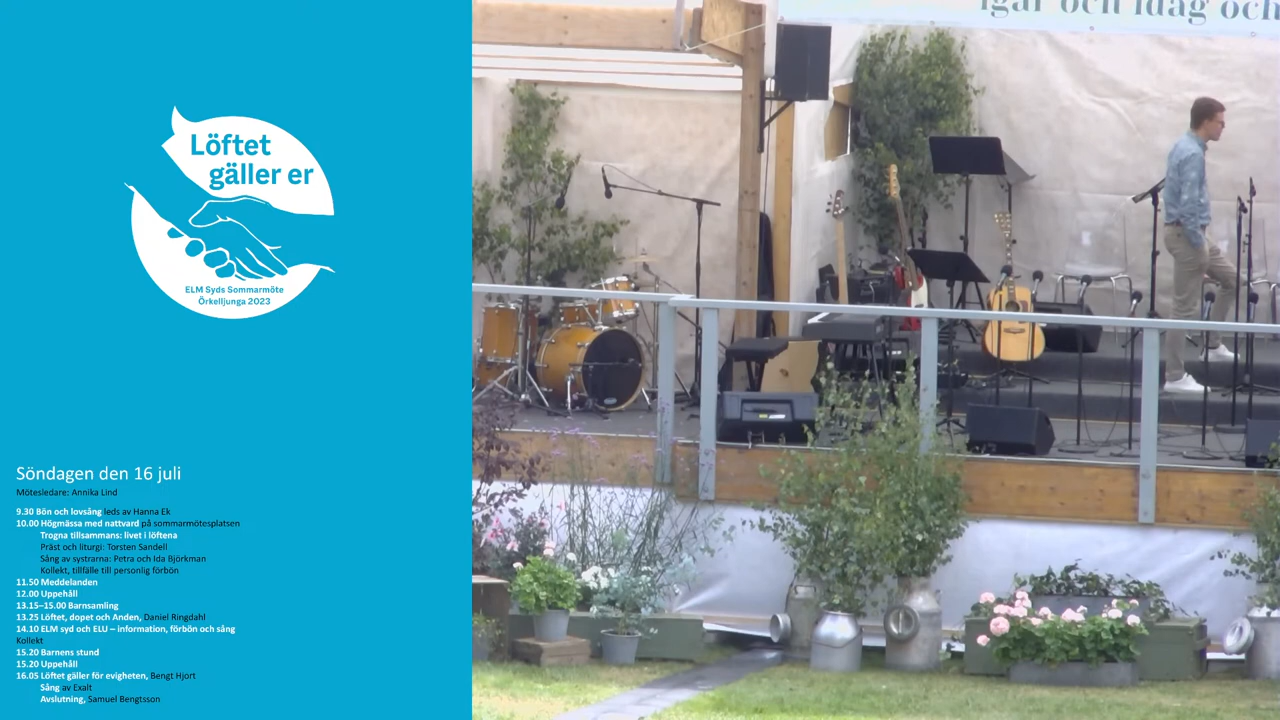 igår och idag och
Löftet
gäller er
ELM Syds Sommarmöte
Örkelljunga 2023
Söndagen den 16 juli
Mötesledare: Annika Lind
9.30 Bön och lovsång leds av Hanna Ek
10.00 Högmässa med nattvard på sommarmötesplatsen
Trogna tillsammans: livet i löftena
Präst och liturgi: Torsten Sandell
Sång av systrarna: Petra och Ida Björkman
Kollekt, tillfälle till personlig förbön
11.50 Meddelanden
12.00 Uppehåll
13.15–15.00 Barnsamling
13.25 Löftet, dopet och Anden, Daniel Ringdahl
14.10 ELM syd och ELU – information, förbön och sång
Kollekt
15.20 Barnens stund
15.20 Uppehåll
16.05 Löftet gäller för evigheten, Bengt Hjort
Sång av Exalt
Avslutning, Samuel Bengtsson